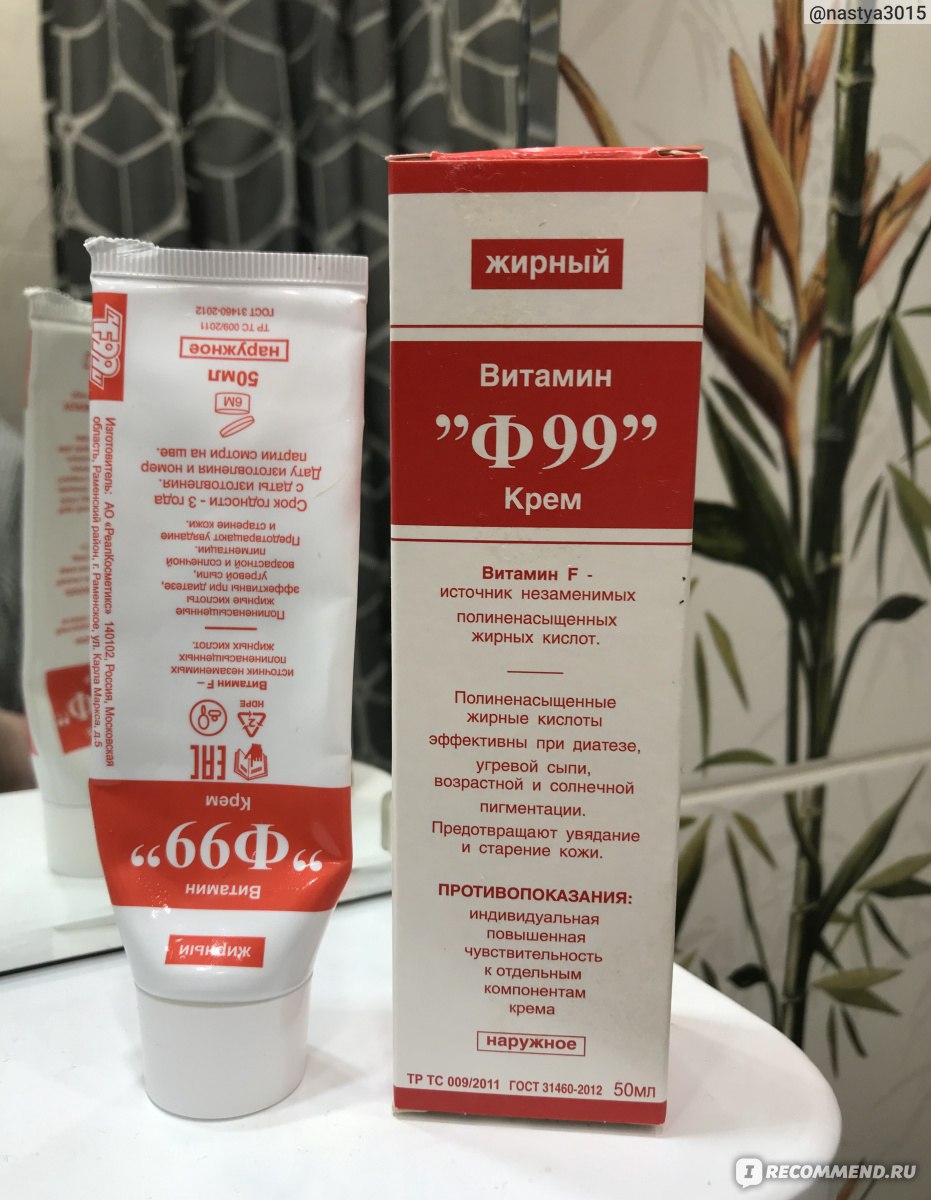 @nastya3015
жирный
Витамин
”Ф99”
Крем
Витамин F -
источник незаменимых
полиненасыщенных
жирных кислот.
Полиненасыщенные
жирные кислоты
эффективны при диатезе,
угревой сыпи,
возрастной и солнечной
пигментации.
Предотвращают увядание
и старение кожи.
ПРОТИВОПОКАЗАНИЯ:
индивидуальная
повышенная
чувствительность
к отдельным
компонентам
крема
наружное
ТР ТС 009/2011 ГОСТ 31460-2012 50мл
жирный
Витамин
”Ф99”
Крем
EAC
2
HDPE
Витамин F –
источник незаменимых
полиненасыщенных
жирных кислот.
Полиненасыщенные
жирные кислоты
эффективны при диатезе,
угревой сыпи,
возрастной и солнечной
пигментации.
Предотвращают увядание
и старение кожи.
Срок годности - 3 года
с даты изготовления.
Дату изготовления и номер
партии смотри на шве.
6М
50мл
наружное
ТР ТС 009/2011
ГОСТ 31460-2012
Изготовитель: АО «РеалКосметикс» 140102, Россия, Московская
область, Раменский район, г. Раменское, ул. Карла Маркса, д.5
IRECOMMEND.RU